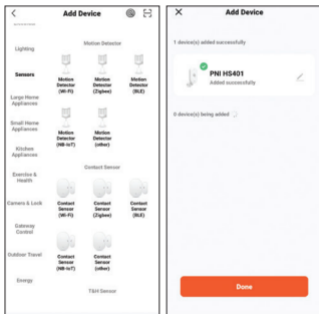 Add Device
Lighting
Sensors
Large Home
Appliances
Small Home
Appliances
Kitchen
Appliances
Exercise &
Health
Camera & Lock
Gateway
Control
Outdoor Travel
Energy
Motion Detector
Motion
Detector
(Wi-Fi)
Motion
Detector
(Zigbee)
Motion
Detector
(BLE)
Motion
Detector
(NB-IoT)
Motion
Detector
(other)
Contact Sensor
Contact
Sensor
(Wi-Fi)
Contact
Sensor
(Zigbee)
Contact
Sensor
(BLE)
Contact
Sensor
(NB-IoT)
Contact
Sensor
(other)
T&H Sensor
Add Device
1 device(s) added successfully
PNI HS401
Added successfully
0 device(s) being added
Done